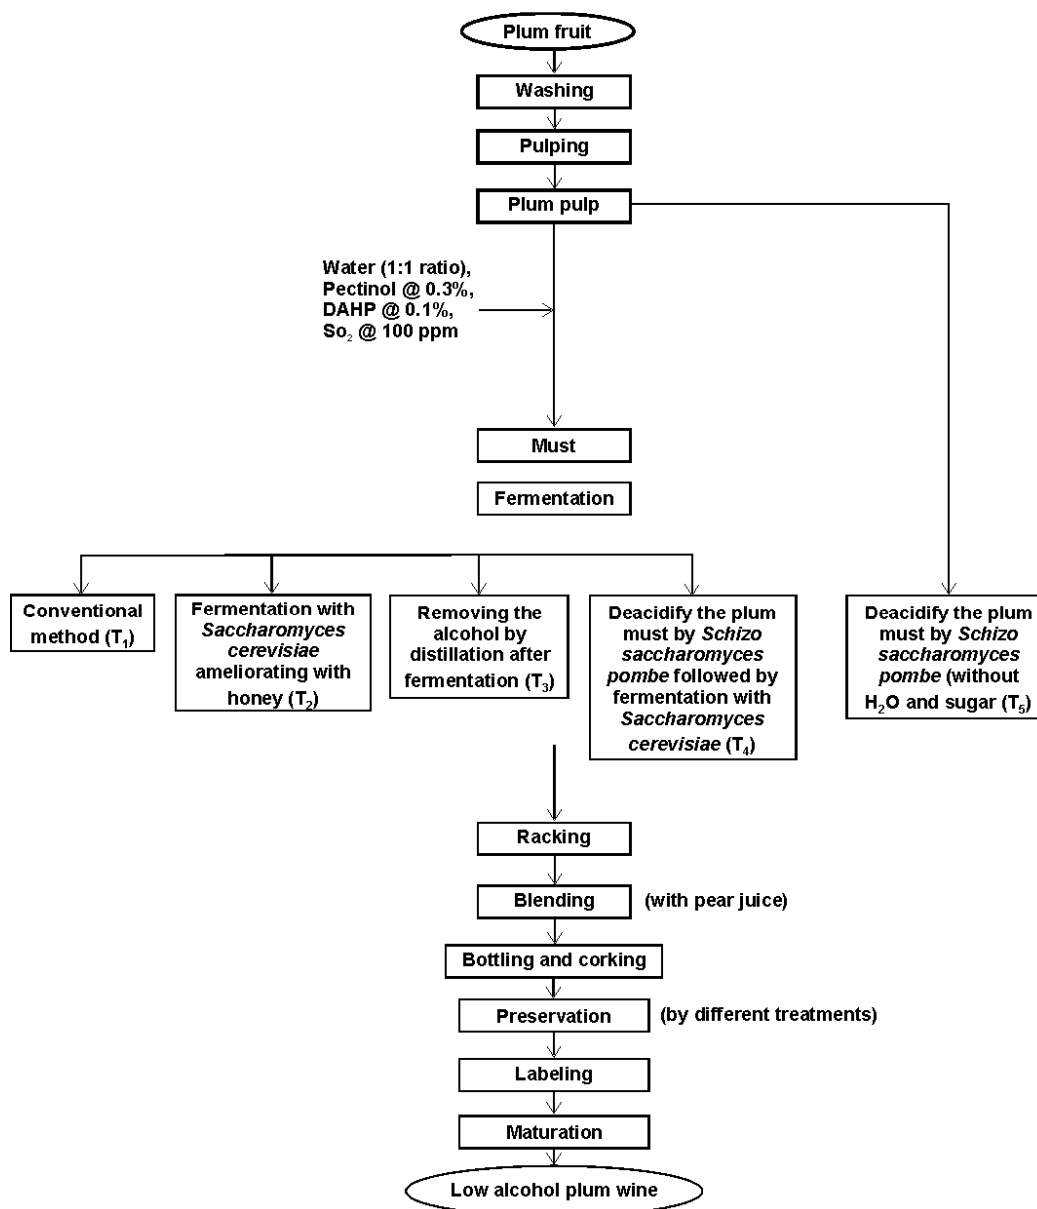 Plum fruit
Washing
Pulping
Plum pulp
Water (1:1 ratio),
Pectinol @ 0.3%,
DAHP @ 0.1%,
So₂ @ 100 ppm
Must
Fermentation
Conventional
method (T₁)
Fermentation with
Saccharomyces
cerevisiae
ameliorating with
honey (T₂)
Removing the
alcohol by
distillation after
fermentation (T₃)
Deacidify the plum
must by Schizo
saccharomyces
pombe followed by
fermentation with
Saccharomyces
cerevisiae (T₄)
Deacidify the plum
must by Schizo
saccharomyces
pombe (without
H₂O and sugar (T₅)
Racking
Blending (with pear juice)
Bottling and corking
Preservation (by different treatments)
Labeling
Maturation
Low alcohol plum wine